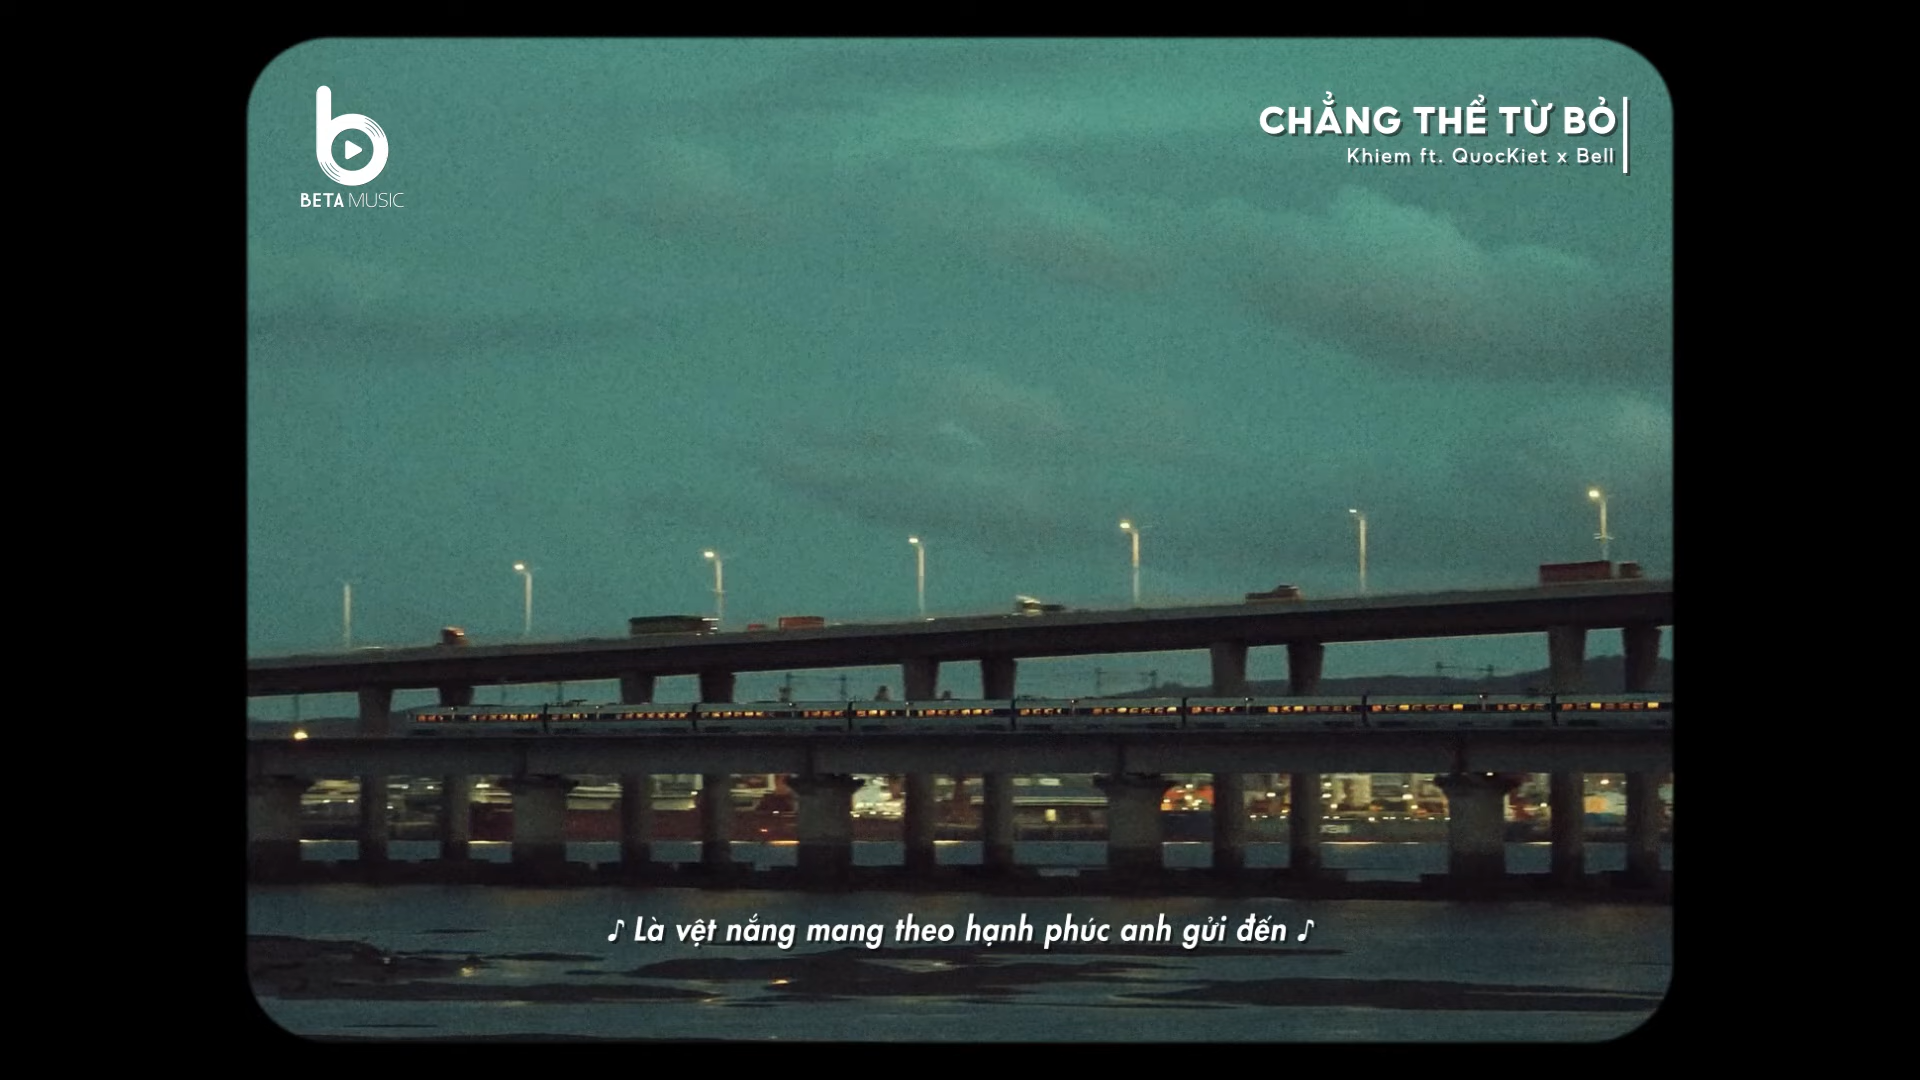 BETA MUSIC
CHẲNG THỂ TỪ BỎ
Khiem ft. QuocKiet x Bell
♪ Là vệt nắng mang theo hạnh phúc anh gửi đến ♪